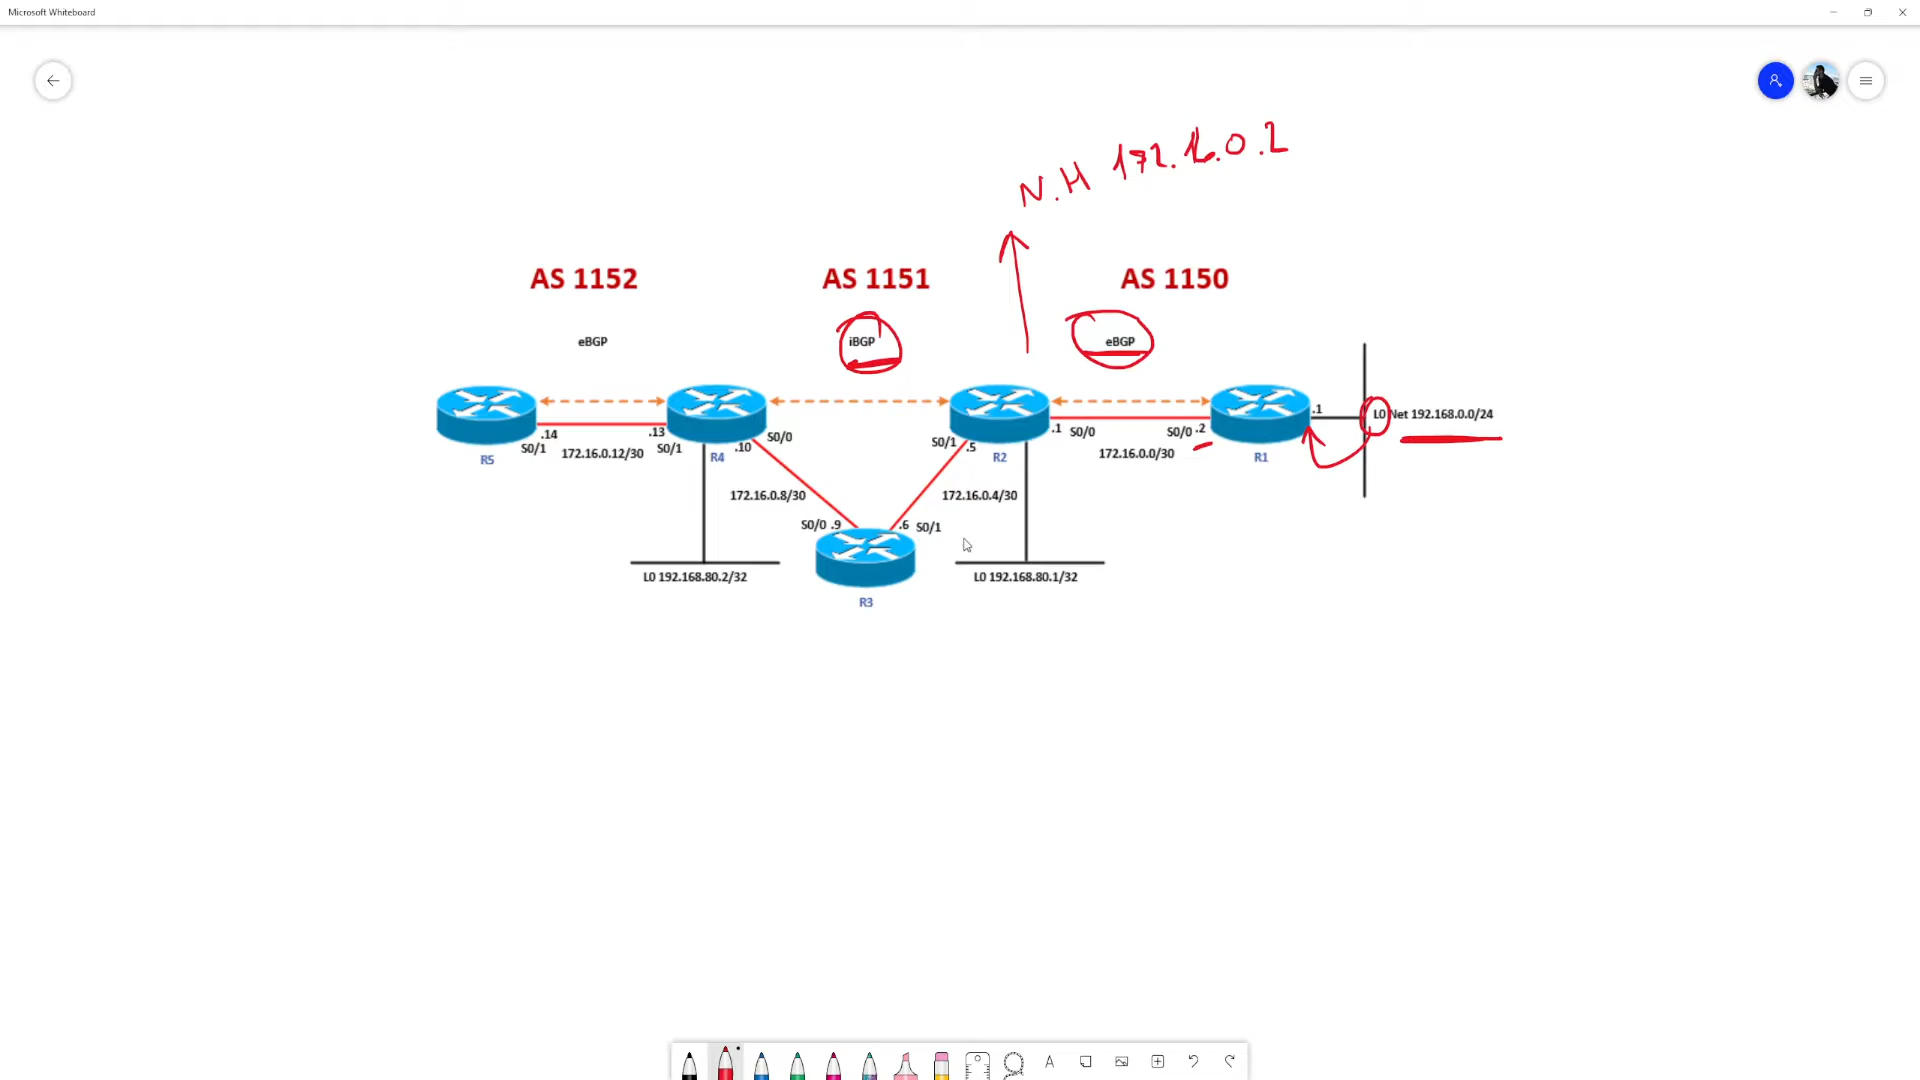 Microsoft Whiteboard
N.H 172.16.0.2
AS 1152
AS 1151
AS 1150
eBGP
iBGP
eBGP
.1
L0 Net 192.168.0.0/24
.14
S0/1
172.16.0.12/30
.13
S0/1
R5
R4
.10
S0/0
S0/1
.5
R2
.1
S0/0
S0/0
.2
172.16.0.0/30
R1
172.16.0.8/30
172.16.0.4/30
S0/0
.9
.6
S0/1
L0 192.168.80.2/32
L0 192.168.80.1/32
R3
A